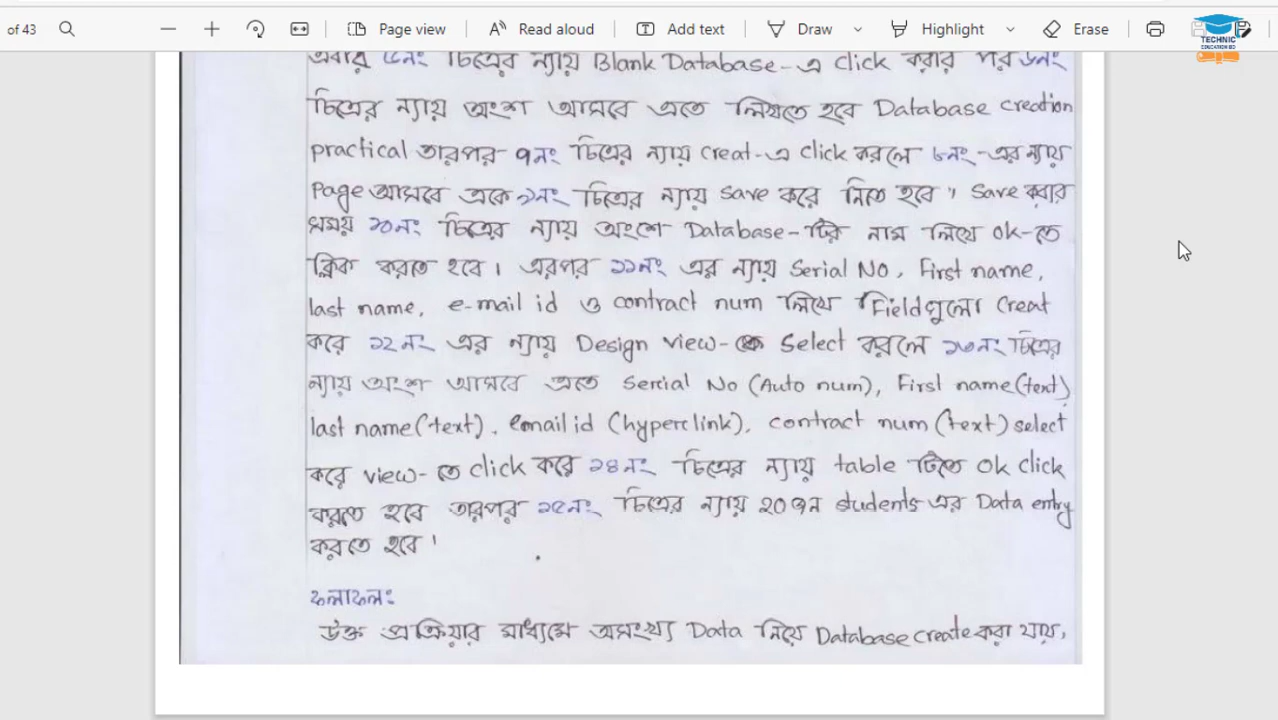 of 43
Page view
Read aloud
Add text
Draw
Highlight
Erase
TECHNIC
EDUCATION BD
এবার ৫নং চিত্রের ন্যায় Blank Database-এ click করার পর ৬নং
চিত্রের ন্যায় অংশ আসবে এতে লিখতে হবে Database creation
practical তারপর ৭নং চিত্রের ন্যায় creat-এ click করলে ৮নং-এর ন্যায়
Page আসবে একে ৯নং চিত্রের ন্যায় save করে নিতে হবে। Save করার
সময় ১০নং চিত্রের ন্যায় অংশে Database-টির নাম লিখে ok-তে
ক্লিক করতে হবে। এরপর ১১নং এর ন্যায় Serial No, First name,
last name, e-mail id ও contract num লিখে Fieldগুলো Creat
করে ১২নং এর ন্যায় Design view-কে Select করলে ১৩নং চিত্রের
ন্যায় অংশ আসবে এতে Sercial No (Auto num), First name(text)
last name(text), email id (hyperclink), contract num (text) select
করে view-তে click করে ১৪নং চিত্রের ন্যায় table টিতে Ok click
করতে হবে তারপর ১৫নং চিত্রের ন্যায় ২০জন students এর Data entry
করতে হবে।
ফলাফলঃ
উক্ত প্রক্রিয়ার মাধ্যমে অসংখ্য Data নিয়ে Database create করা যায়,